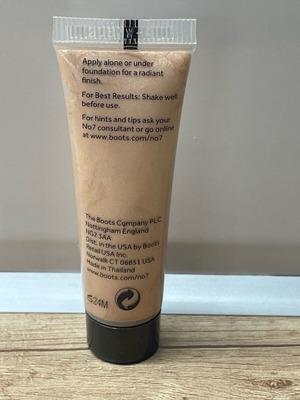 Apply alone or under
foundation for a radiant
finish.
For Best Results: Shake well
before use.
For hints and tips ask your
No7 consultant or go online
at www.boots.com/no7
The Boots Company PLC
Nottingham England
NG2 3AA
Dist. in the USA by Boots
Retail USA Inc.
Norwalk CT 06851 USA
Made in Thailand
www.boots.com/no7
24M